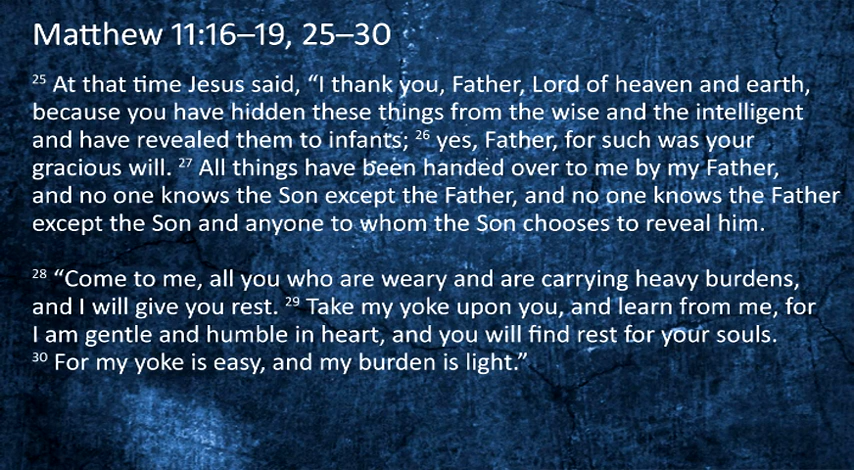 Matthew 11:16–19, 25–30
25 At that time Jesus said, “I thank you, Father, Lord of heaven and earth,
because you have hidden these things from the wise and the intelligent
and have revealed them to infants; 26 yes, Father, for such was your
gracious will. 27 All things have been handed over to me by my Father,
and no one knows the Son except the Father, and no one knows the Father
except the Son and anyone to whom the Son chooses to reveal him.
28 “Come to me, all you who are weary and are carrying heavy burdens,
and I will give you rest. 29 Take my yoke upon you, and learn from me, for
I am gentle and humble in heart, and you will find rest for your souls.
30 For my yoke is easy, and my burden is light.”